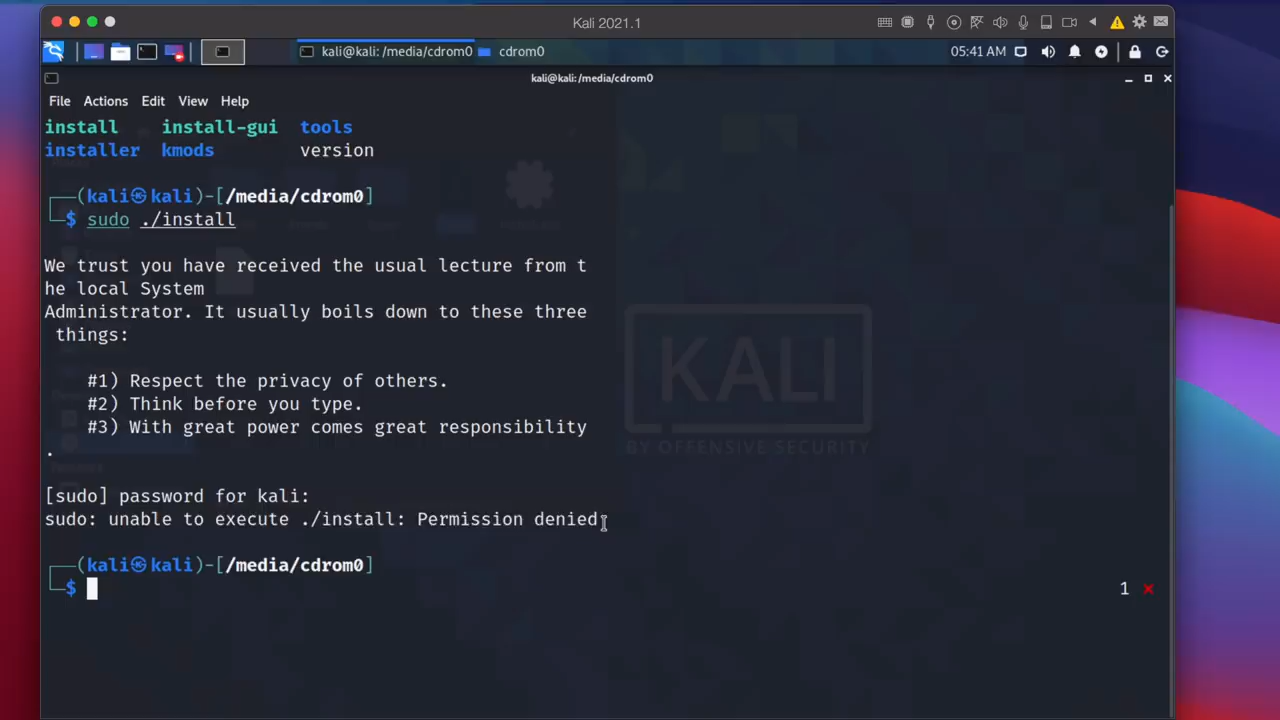 Kali 2021.1
kali@kali: /media/cdrom0 cdrom0 05:41 AM
kali@kali: /media/cdrom0
File Actions Edit View Help
install install-gui tools
installer kmods version
┌──(kali㉿kali)-[/media/cdrom0]
└─$ sudo ./install
We trust you have received the usual lecture from t
he local System
Administrator. It usually boils down to these three
things:
#1) Respect the privacy of others.
#2) Think before you type.
#3) With great power comes great responsibility
.
[sudo] password for kali:
sudo: unable to execute ./install: Permission denied
┌──(kali㉿kali)-[/media/cdrom0]
└─$ 1 ✘
KALI
BY OFFENSIVE SECURITY